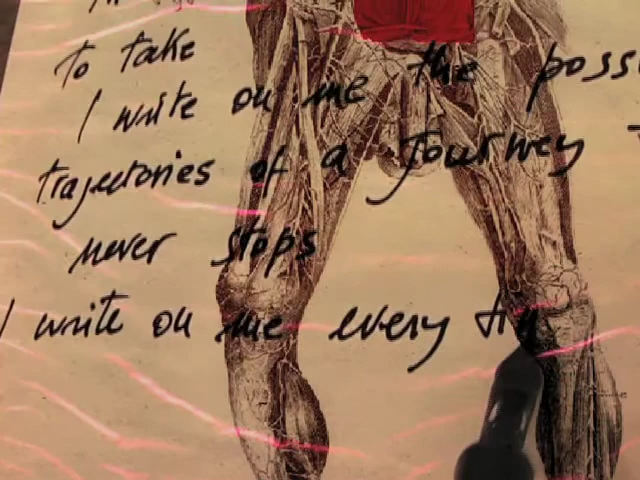 to take
I write on me the poss
trajectories of a journey
never stops
I write on me every